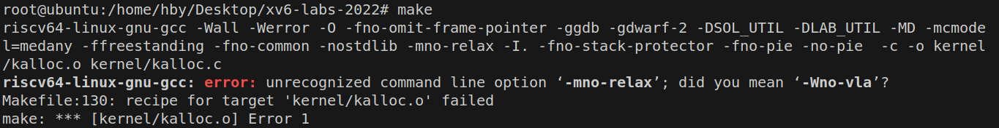 root@ubuntu:/home/hby/Desktop/xv6-labs-2022# make
riscv64-linux-gnu-gcc -Wall -Werror -O -fno-omit-frame-pointer -ggdb -gdwarf-2 -DSOL_UTIL -DLAB_UTIL -MD -mcmode
l=medany -ffreestanding -fno-common -nostdlib -mno-relax -I. -fno-stack-protector -fno-pie -no-pie  -c -o kernel
/kalloc.o kernel/kalloc.c
riscv64-linux-gnu-gcc: error: unrecognized command line option ‘-mno-relax’; did you mean ‘-Wno-vla’?
Makefile:130: recipe for target 'kernel/kalloc.o' failed
make: *** [kernel/kalloc.o] Error 1